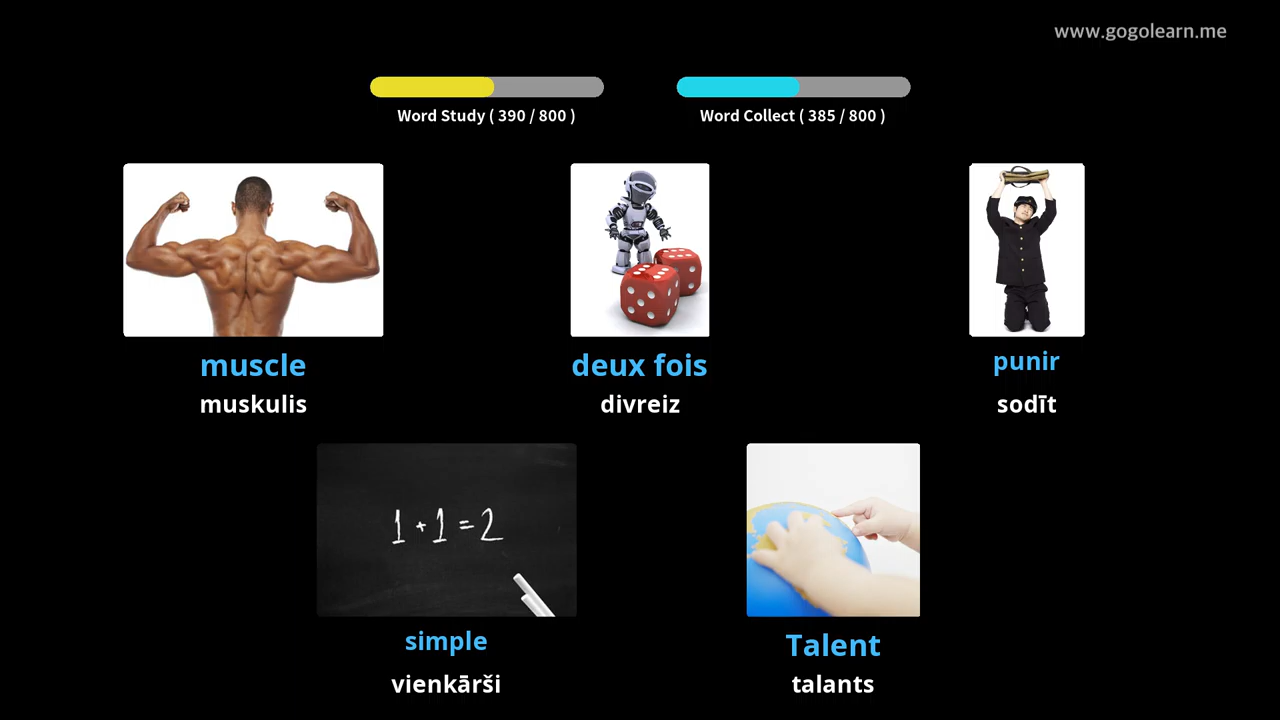 www.gogolearn.me
Word Study ( 390 / 800 )
Word Collect ( 385 / 800 )
muscle
muskulis
deux fois
divreiz
punir
sodīt
1 + 1 = 2
simple
vienkārši
Talent
talants